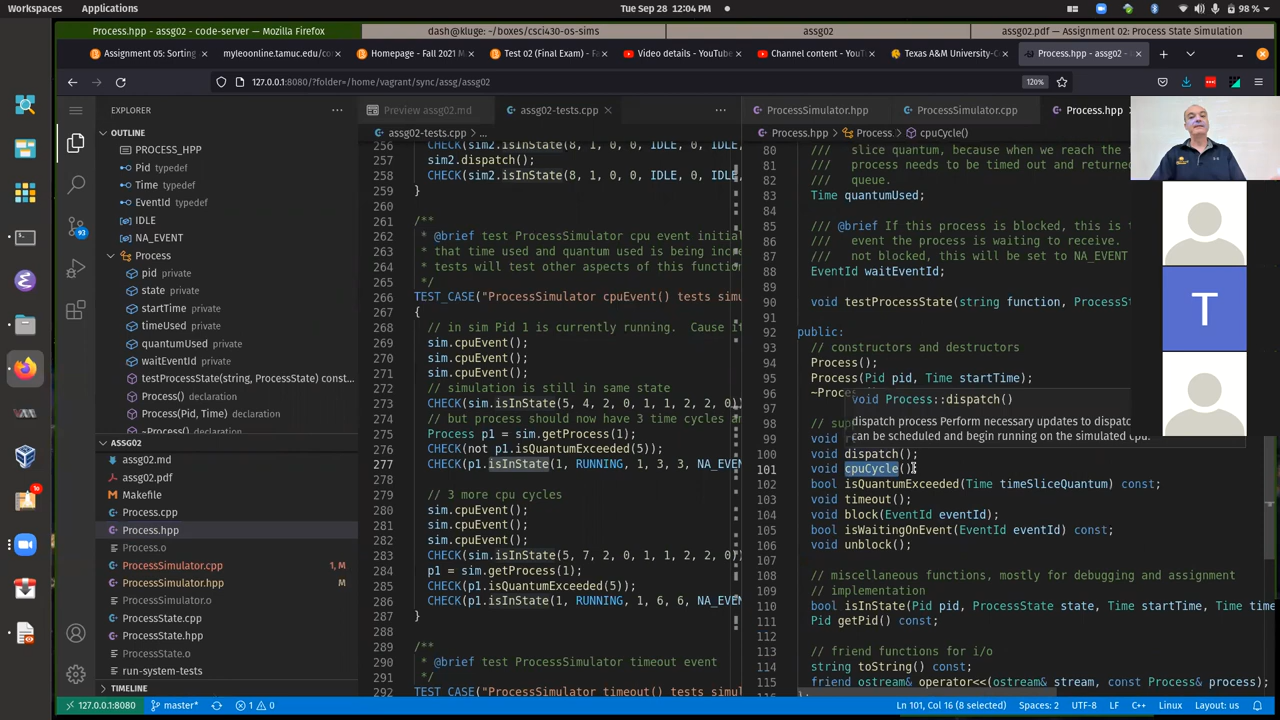 Workspaces Applications
Tue Sep 28 12:04 PM
98 %
Process.hpp - assg02 - code-server — Mozilla Firefox
dash@kluge: ~/boxes/csci430-os-sims
assg02
assg02.pdf — Assignment 02: Process State Simulation
Assignment 05: Sorting
myleoonline.tamuc.edu/co
Homepage - Fall 2021 M
Test 02 (Final Exam) - F
Video details - YouTube
Channel content - YouT
Texas A&M University-C
Process.hpp - assg02 -
127.0.0.1:8080/?folder=/home/vagrant/sync/assg/assg02
120%
EXPLORER
OUTLINE
PROCESS_HPP
Pid typedef
Time typedef
EventId typedef
IDLE
NA_EVENT
Process
pid private
state private
startTime private
timeUsed private
quantumUsed private
waitEventId private
testProcessState(string, ProcessState) const...
Process() declaration
Process(Pid, Time) declaration
~Process() declaration
ASSG02
assg02.md
assg02.pdf
Makefile
Process.cpp
Process.hpp
Process.o
ProcessSimulator.cpp 1, M
ProcessSimulator.hpp M
ProcessSimulator.o
ProcessState.cpp
ProcessState.hpp
ProcessState.o
run-system-tests
TIMELINE
93
Preview assg02.md
assg02-tests.cpp
assg02-tests.cpp > ...
256 CHECK(sim2.isInState(8, 1, 0, 0, IDLE, 0, IDL
257 sim2.dispatch();
258 CHECK(sim2.isInState(8, 1, 0, 0, IDLE, 0, IDLE,
259 }
260
261 /**
262 * @brief test ProcessSimulator cpu event initial
263 * that time used and quantum used is being incre
264 * tests will test other aspects of this function
265 */
266 TEST_CASE("ProcessSimulator cpuEvent() tests simu
267 {
268 // in sim Pid 1 is currently running. Cause i
269 sim.cpuEvent();
270 sim.cpuEvent();
271 sim.cpuEvent();
272 // simulation is still in same state
273 CHECK(sim.isInState(5, 4, 2, 0, 1, 1, 2, 2, 0)
274 // but process should now have 3 time cycles an
275 Process p1 = sim.getProcess(1);
276 CHECK(not p1.isQuantumExceeded(5));
277 CHECK(p1.isInState(1, RUNNING, 1, 3, 3, NA_EVEN
278
279 // 3 more cpu cycles
280 sim.cpuEvent();
281 sim.cpuEvent();
282 sim.cpuEvent();
283 CHECK(sim.isInState(5, 7, 2, 0, 1, 1, 2, 2, 0)
284 p1 = sim.getProcess(1);
285 CHECK(p1.isQuantumExceeded(5));
286 CHECK(p1.isInState(1, RUNNING, 1, 6, 6, NA_EVEN
287 }
288
289 /**
290 * @brief test ProcessSimulator timeout event
291 */
292 TEST_CASE("ProcessSimulator timeout() tests simul
ProcessSimulator.hpp
ProcessSimulator.cpp
Process.hpp
Process.hpp > Process > cpuCycle()
80 /// slice quantum, because when we reach the t
81 /// process needs to be timed out and returned
82 /// queue.
83 Time quantumUsed;
84
85 /// @brief If this process is blocked, this is t
86 /// event the process is waiting to receive.
87 /// not blocked, this will be set to NA_EVENT
88 EventId waitEventId;
89
90 void testProcessState(string function, ProcessSt
91
92 public:
93 // constructors and destructors
94 Process();
95 Process(Pid pid, Time startTime);
96 ~Proce
97
98 // su
99 void r
100 void dispatch();
101 void cpuCycle()
102 bool isQuantumExceeded(Time timeSliceQuantum) const;
103 void timeout();
104 void block(EventId eventId);
105 bool isWaitingOnEvent(EventId eventId) const;
106 void unblock();
107
108 // miscellaneous functions, mostly for debugging and assignment
109 // implementation
110 bool isInState(Pid pid, ProcessState state, Time startTime, Time time
111 Pid getPid() const;
112
113 // friend functions for i/o
114 string toString() const;
115 friend ostream& operator<<(ostream& stream, const Process& process);
116
void Process::dispatch()
dispatch process Perform necessary updates to dispatc
can be scheduled and begin running on the simulated cpu.
T
127.0.0.1:8080
master*
1 0
Ln 101, Col 16 (8 selected)
Spaces: 2
UTF-8
LF
C++
Linux
Layout: us